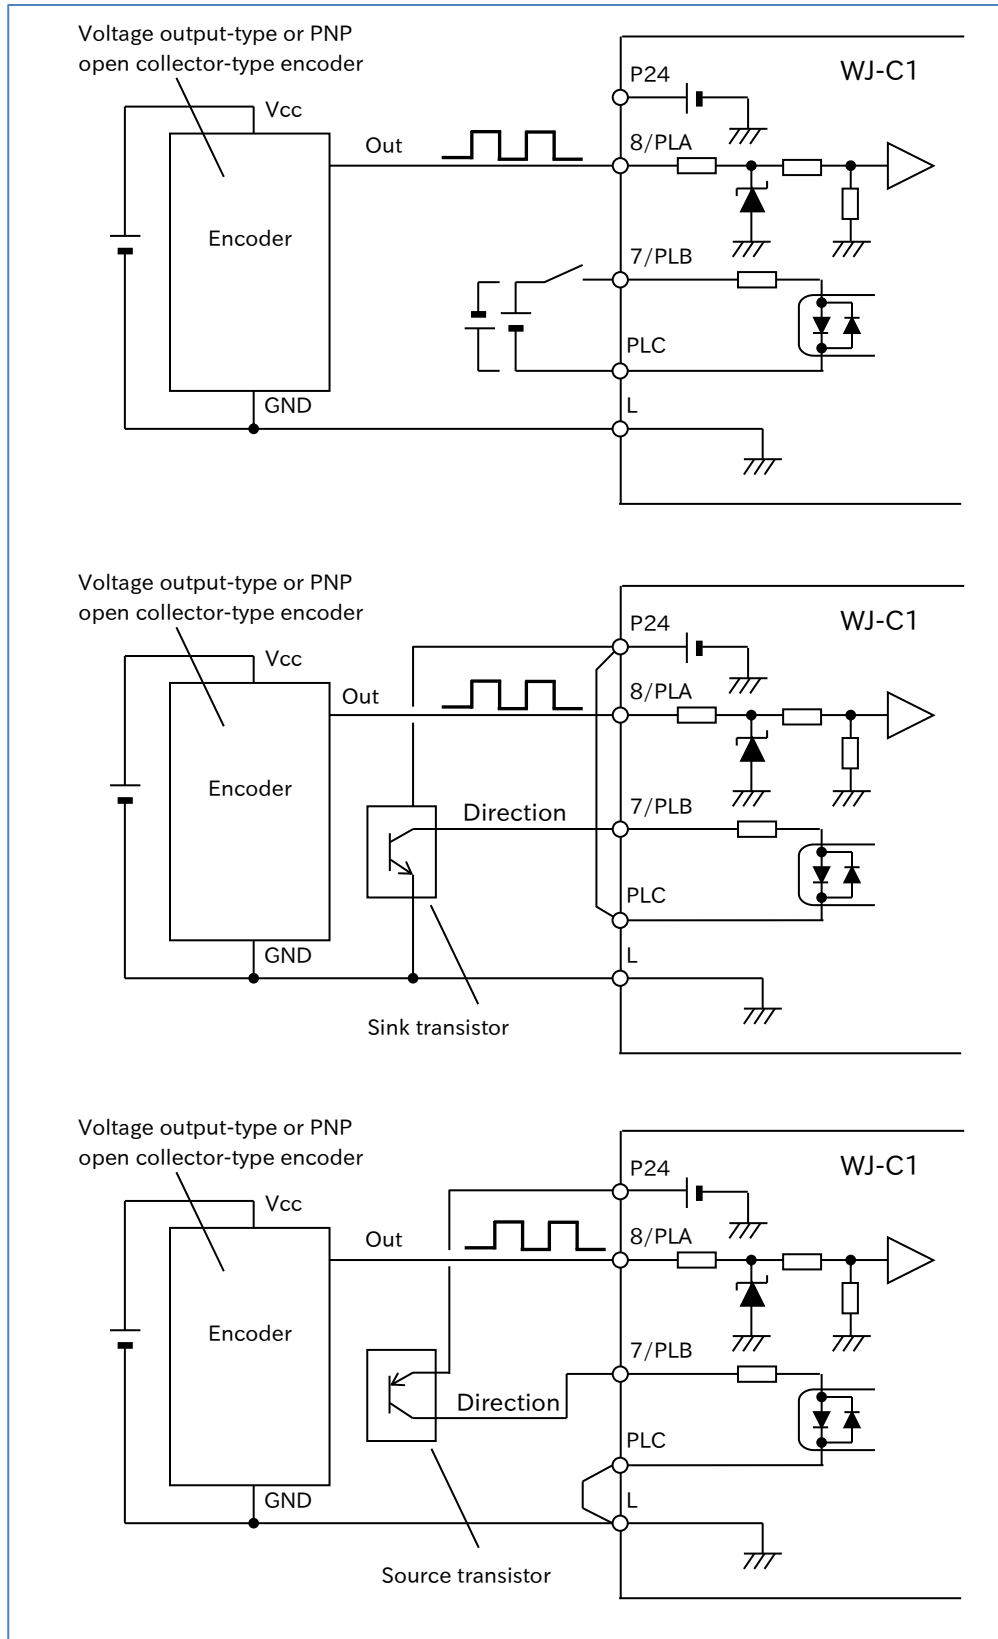 Voltage output-type or PNP
open collector-type encoder
P24
WJ-C1
Vcc
Out
8/PLA
Encoder
7/PLB
PLC
GND
L
Voltage output-type or PNP
open collector-type encoder
P24
WJ-C1
Vcc
Out
8/PLA
Encoder
Direction
7/PLB
PLC
GND
L
Sink transistor
Voltage output-type or PNP
open collector-type encoder
P24
WJ-C1
Vcc
Out
8/PLA
Encoder
7/PLB
Direction
PLC
GND
L
Source transistor